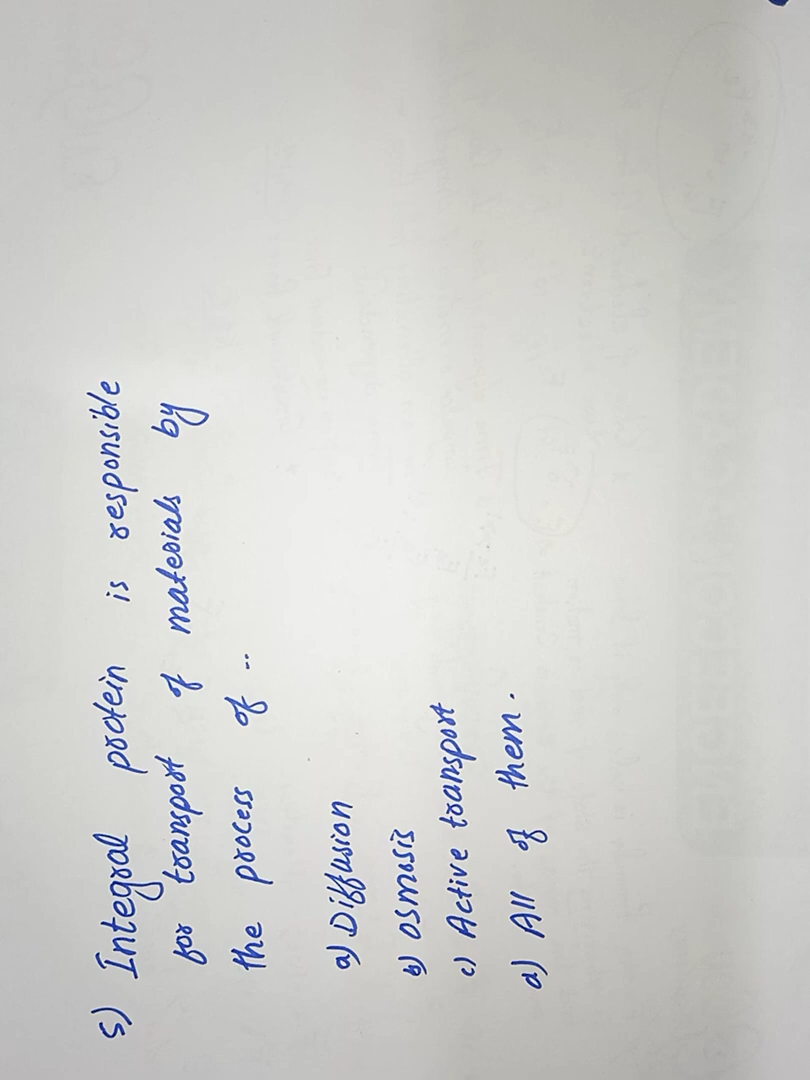 5) Integral protein is responsible
for transport of materials by
the process of ..
a) Diffusion
b) Osmosis
c) Active transport
d) All of them.